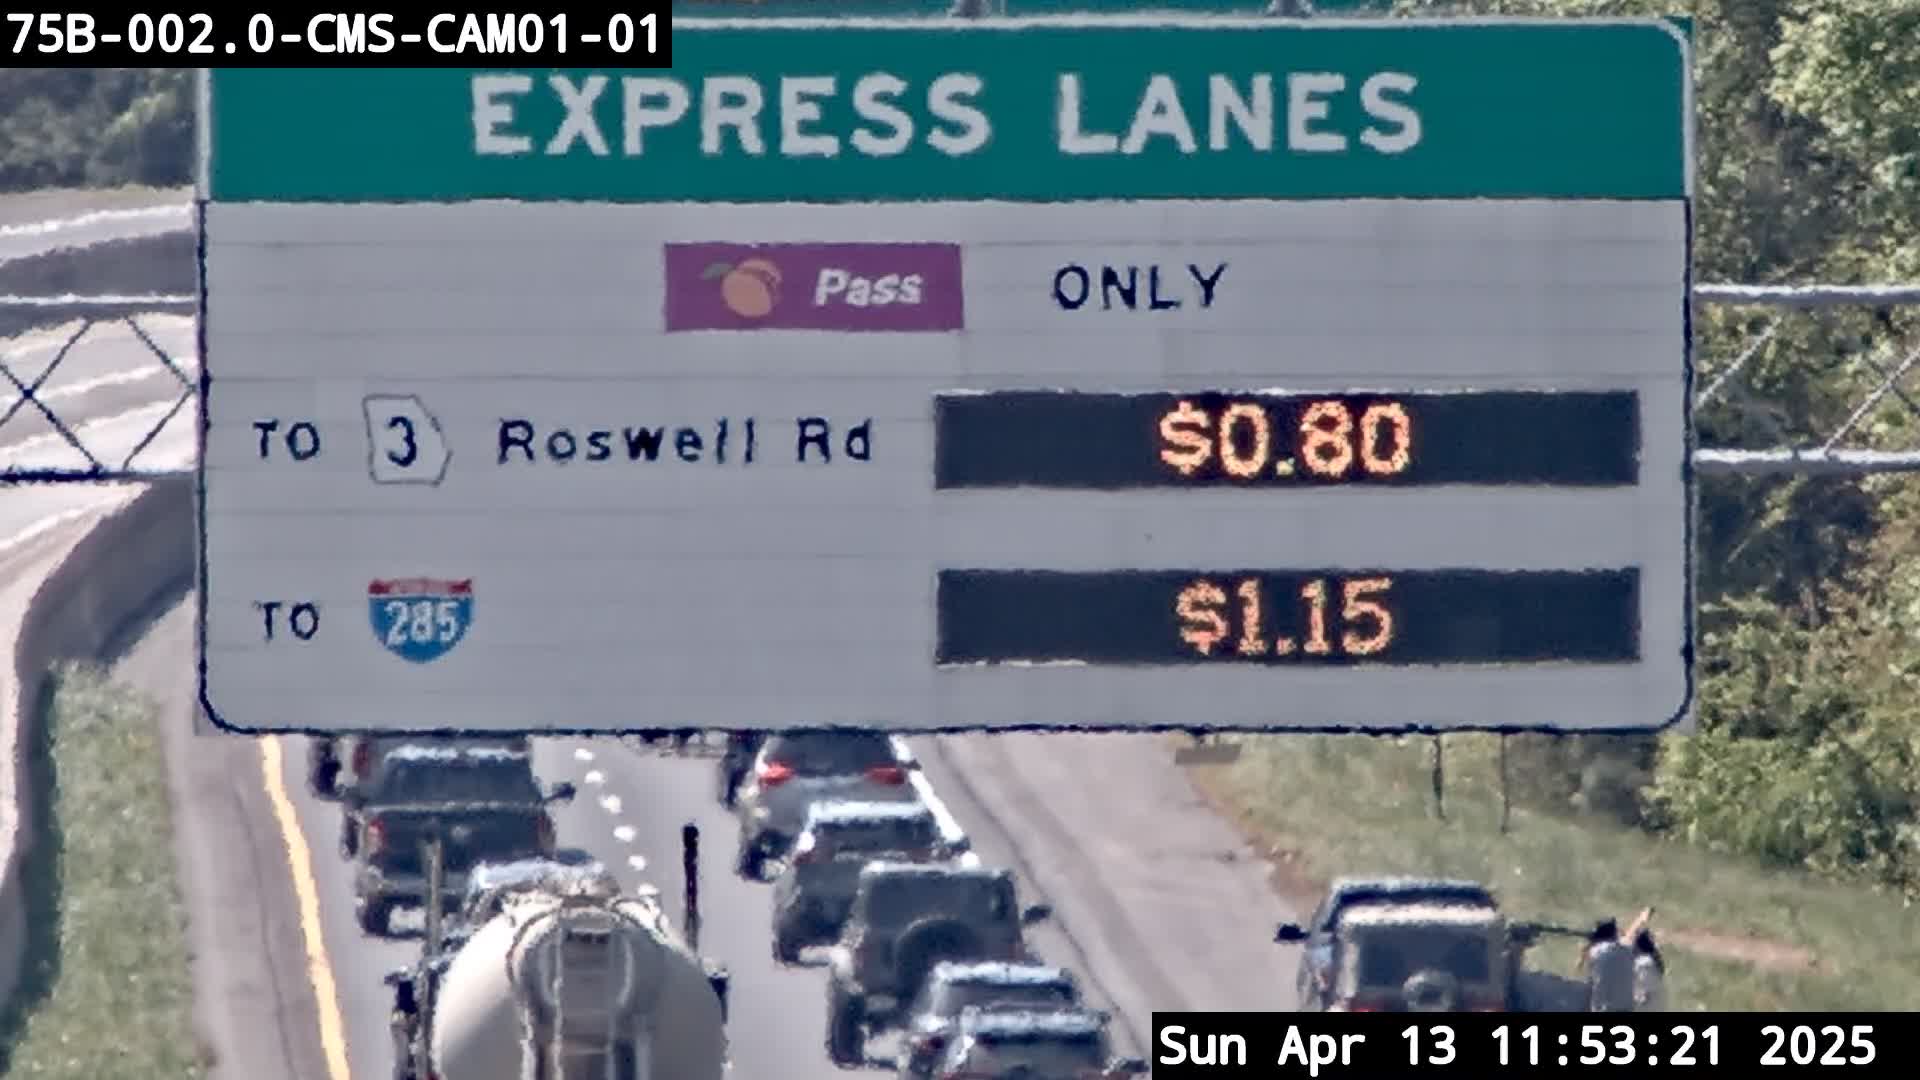 75B-002.0-CMS-CAM01-01
EXPRESS LANES
Pass ONLY
TO 3 Roswell Rd $0.80
TO 285 $1.15
Sun Apr 13 11:53:21 2025